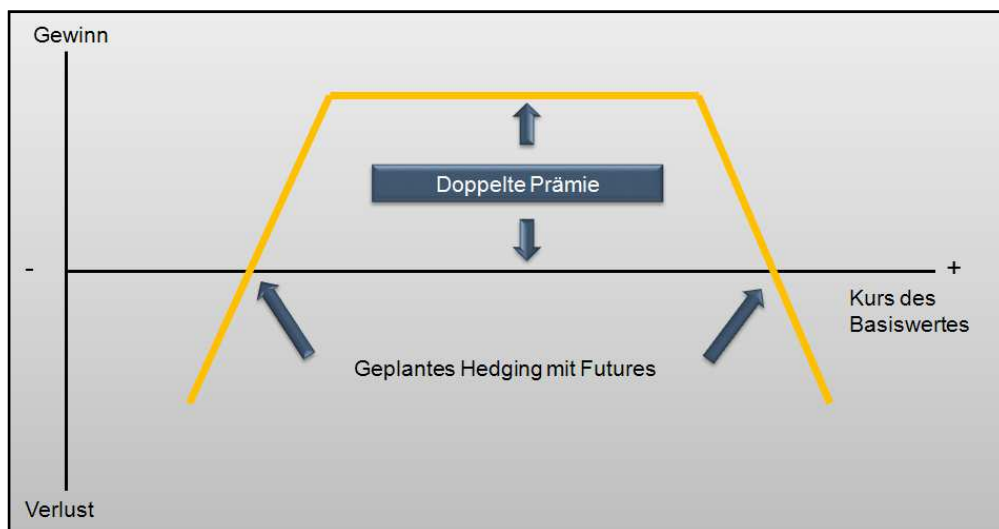 Gewinn
Doppelte Prämie
-
+
Kurs des
Basiswertes
Geplantes Hedging mit Futures
Verlust